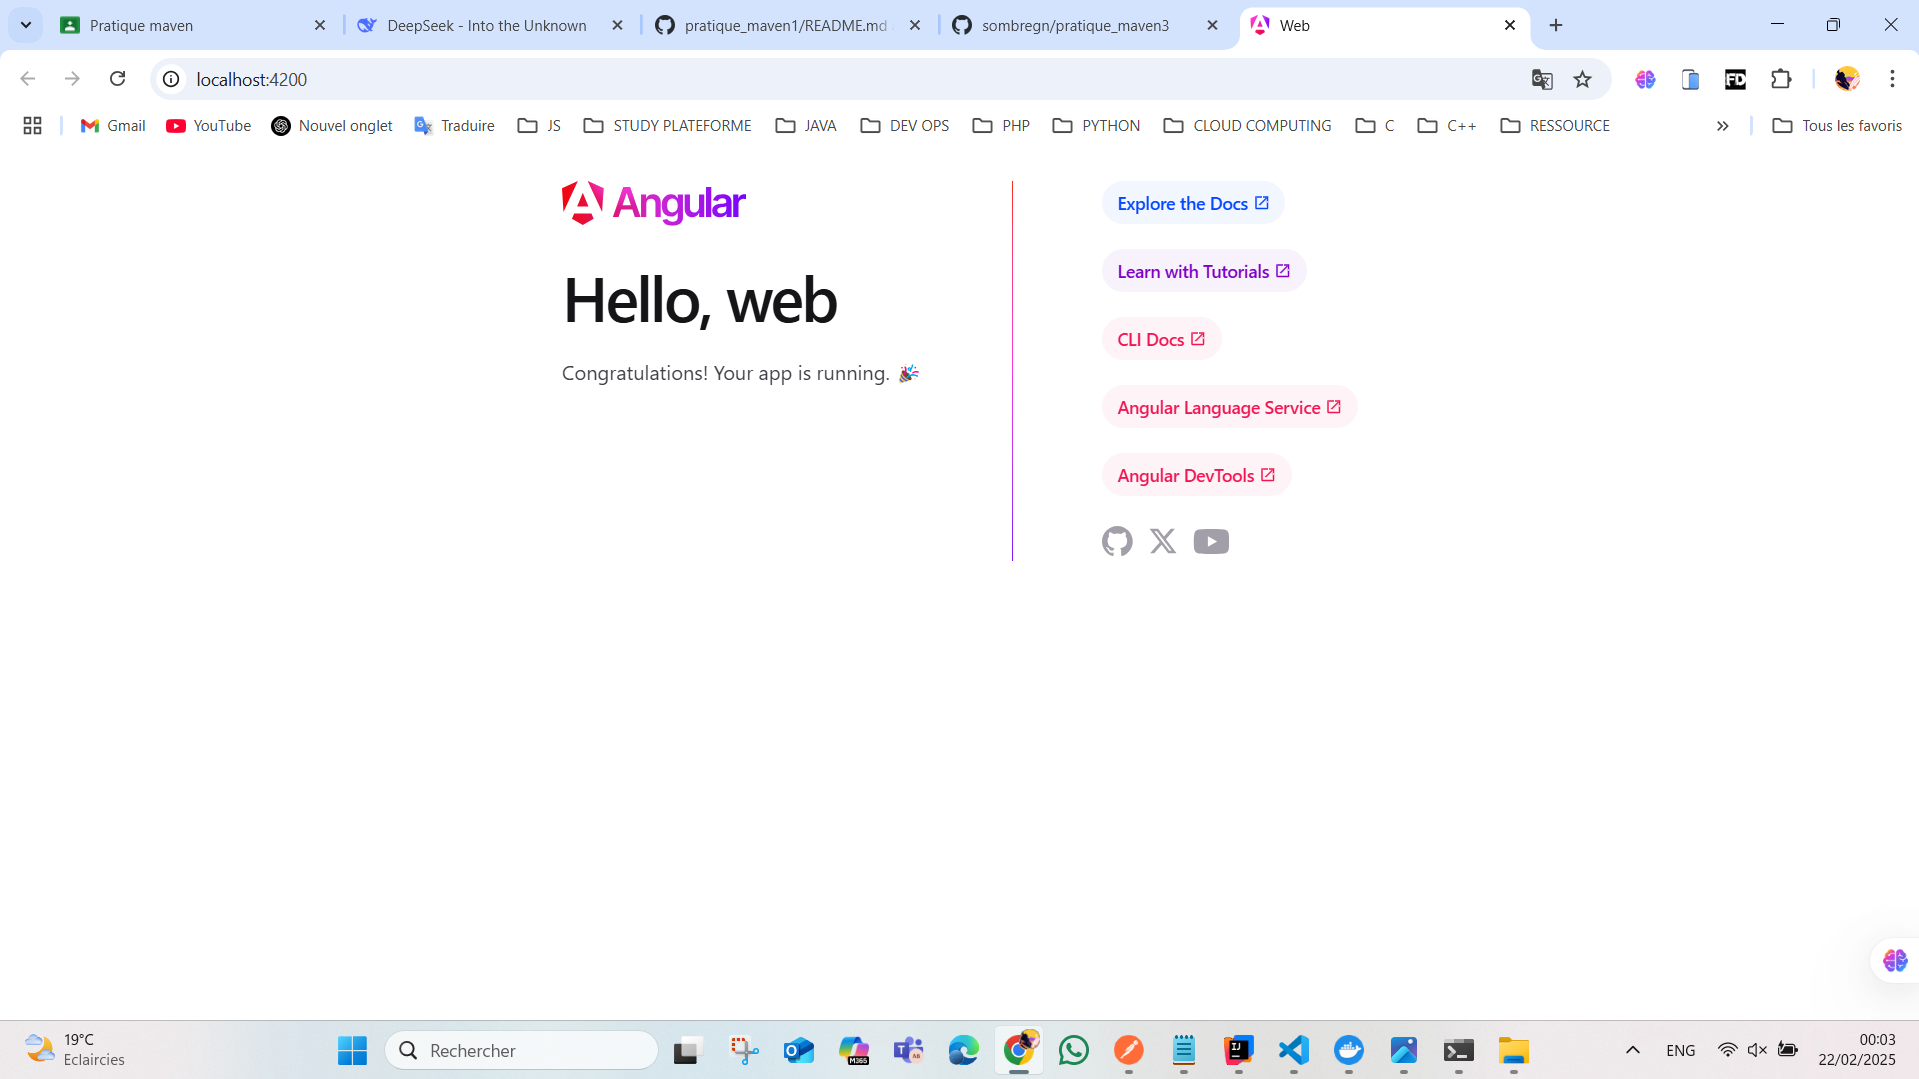 Pratique maven
DeepSeek - Into the Unknown
pratique_maven1/README.md
sombregn/pratique_maven3
Web
localhost:4200
Gmail
YouTube
Nouvel onglet
Traduire
JS
STUDY PLATEFORME
JAVA
DEV OPS
PHP
PYTHON
CLOUD COMPUTING
C
C++
RESSOURCE
Tous les favoris
Angular
Hello, web
Congratulations! Your app is running. 🎉
Explore the Docs
Learn with Tutorials
CLI Docs
Angular Language Service
Angular DevTools
19°C
Eclaircies
Rechercher
ENG
00:03
22/02/2025